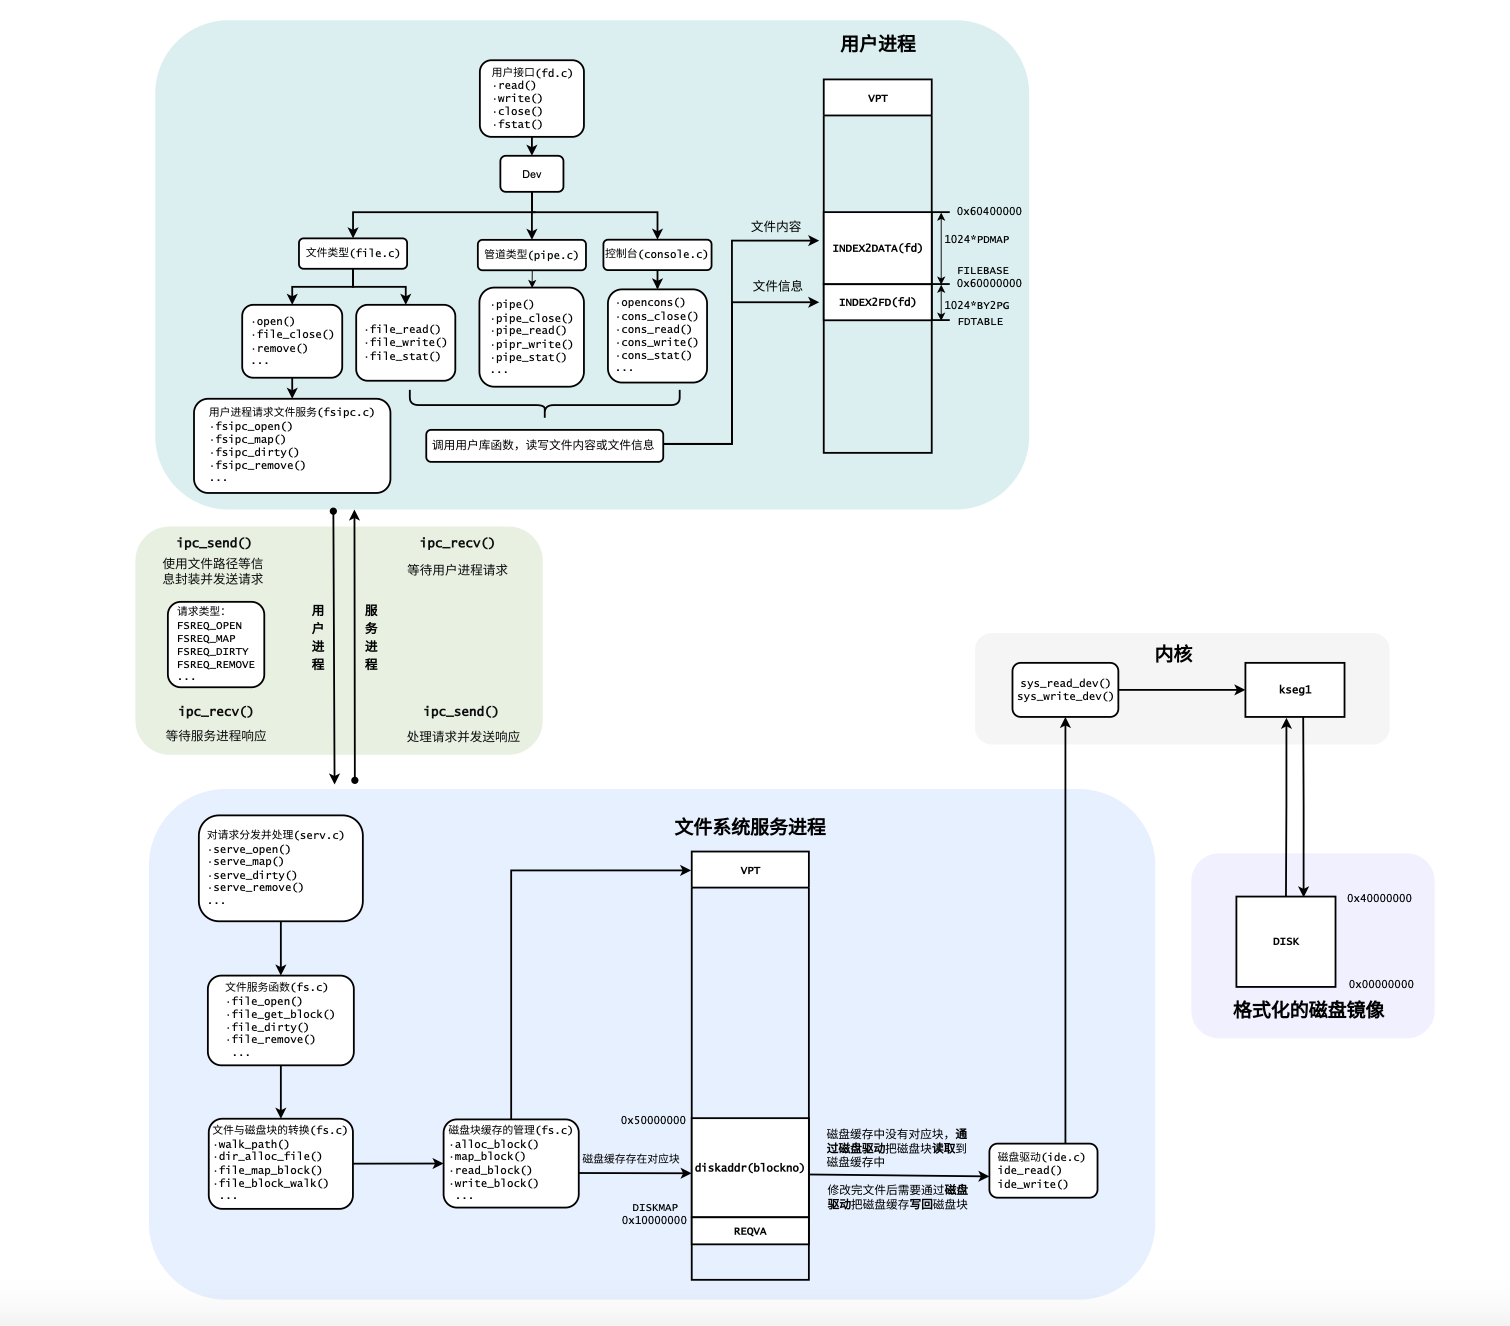 用户进程
用户接口(fd.c)
·read()
·write()
·close()
·fstat()
Dev
文件类型(file.c)
管道类型(pipe.c)
控制台(console.c)
·open()
·file_close()
·remove()
...
·file_read()
·file_write()
·file_stat()
·pipe()
·pipe_close()
·pipe_read()
·pipr_write()
·pipe_stat()
...
·opencons()
·cons_close()
·cons_read()
·cons_write()
·cons_stat()
...
用户进程请求文件服务(fsipc.c)
·fsipc_open()
·fsipc_map()
·fsipc_dirty()
·fsipc_remove()
...
调用用户库函数，读写文件内容或文件信息
文件内容
文件信息
VPT
INDEX2DATA(fd)
INDEX2FD(fd)
0x60400000
1024*PDMAP
FILEBASE
0x60000000
1024*BY2PG
FDTABLE
ipc_send()
使用文件路径等信
息封装并发送请求
请求类型：
FSREQ_OPEN
FSREQ_MAP
FSREQ_DIRTY
FSREQ_REMOVE
...
ipc_recv()
等待服务进程响应
用
户
进
程
服
务
进
程
ipc_recv()
等待用户进程请求
ipc_send()
处理请求并发送响应
内核
sys_read_dev()
sys_write_dev()
kseg1
DISK
0x40000000
0x00000000
格式化的磁盘镜像
文件系统服务进程
对请求分发并处理(serv.c)
·serve_open()
·serve_map()
·serve_dirty()
·serve_remove()
...
文件服务函数(fs.c)
·file_open()
·file_get_block()
·file_dirty()
·file_remove()
...
文件与磁盘块的转换(fs.c)
·walk_path()
·dir_alloc_file()
·file_map_block()
·file_block_walk()
...
磁盘块缓存的管理(fs.c)
·alloc_block()
·map_block()
·read_block()
·write_block()
...
磁盘缓存存在对应块
VPT
0x50000000
diskaddr(blockno)
DISKMAP
0x10000000
REQVA
磁盘缓存中没有对应块，通
过磁盘驱动把磁盘块读取到
磁盘缓存中
修改完文件后需要通过磁盘
驱动把磁盘缓存写回磁盘块
磁盘驱动(ide.c)
ide_read()
ide_write()